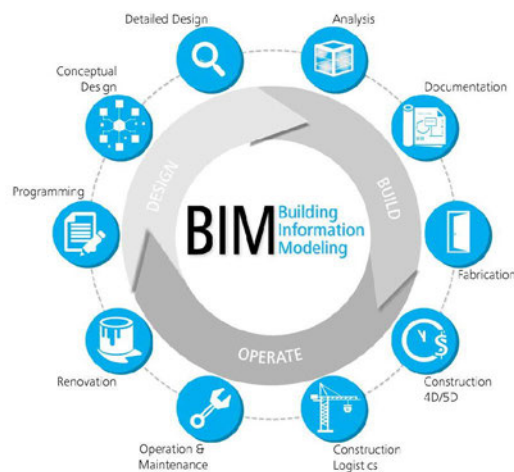 Detailed Design
Analysis
Conceptual
Design
Documentation
Programming
DESIGN
BUILD
BIM
Building
Information
Modeling
Fabrication
Renovation
OPERATE
Construction
4D/5D
Operation &
Maintenance
Construction
Logistics